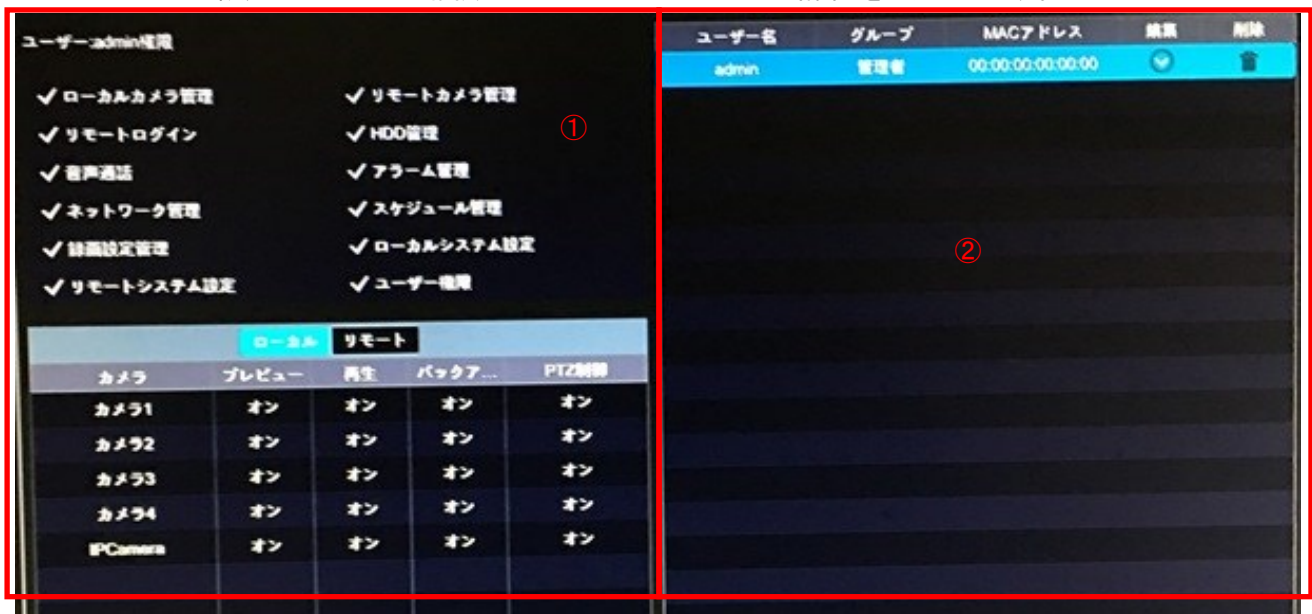 ユーザー:admin権限
✓ ローカルカメラ管理 ✓ リモートカメラ管理
✓ リモートログイン ✓ HDD管理
①
✓ 音声通話 ✓ アラーム管理
✓ ネットワーク管理 ✓ スケジュール管理
✓ 録画設定管理 ✓ ローカルシステム設定
✓ リモートシステム設定 ✓ ユーザー権限
ローカル リモート
カメラ プレビュー 再生 バックア... PTZ制御
カメラ1 オン オン オン オン
カメラ2 オン オン オン オン
カメラ3 オン オン オン オン
カメラ4 オン オン オン オン
IPCamera オン オン オン オン
ユーザー名 グループ MACアドレス 編集 削除
admin 管理者 00:00:00:00:00:00
②